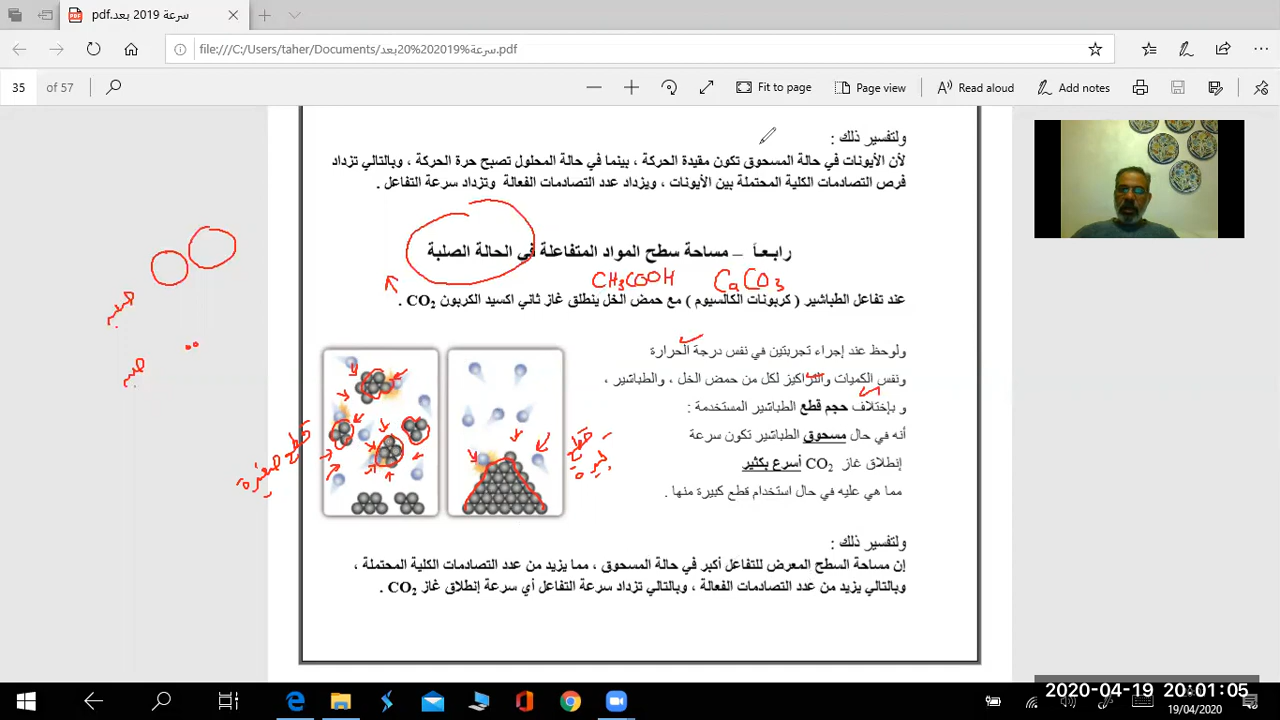 سرعة 2019 بعد.pdf
file:///C:/Users/taher/Documents/سرعة%202019%20بعد.pdf
35 of 57
Fit to page
Page view
Read aloud
Add notes
ولتفسير ذلك :
لأن الأيونات في حالة المسحوق تكون مقيدة الحركة ، بينما في حالة المحلول تصبح حرة الحركة ، وبالتالي تزداد
فرص التصادمات الكلية المحتملة بين الأيونات ، ويزداد عدد التصادمات الفعالة وتزداد سرعة التفاعل .
رابعاً – مساحة سطح المواد المتفاعلة في الحالة الصلبة
CH3COOH CaCO3
عند تفاعل الطباشير ( كربونات الكالسيوم ) مع حمض الخل ينطلق غاز ثاني اكسيد الكربون CO2 .
ولوحظ عند إجراء تجربتين في نفس درجة الحرارة
ونفس الكميات والتراكيز لكل من حمض الخل ، والطباشير ،
و بإختلاف حجم قطع الطباشير المستخدمة :
أنه في حال مسحوق الطباشير تكون سرعة
إنطلاق غاز CO2 أسرع بكثير
مما هي عليه في حال استخدام قطع كبيرة منها .
قطع كبيرة
قطع صغيرة
ولتفسير ذلك :
إن مساحة السطح المعرض للتفاعل أكبر في حالة المسحوق ، مما يزيد من عدد التصادمات الكلية المحتملة ،
وبالتالي يزيد من عدد التصادمات الفعالة ، وبالتالي تزداد سرعة التفاعل أي سرعة إنطلاق غاز CO2 .
2020-04-19 20:01:05
19/04/2020